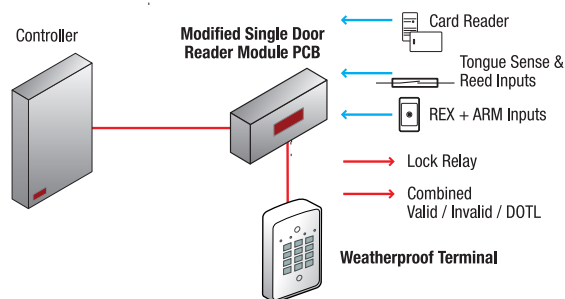 Controller
Modified Single Door
Reader Module PCB
Card Reader
Tongue Sense &
Reed Inputs
REX + ARM Inputs
Lock Relay
Combined
Valid / Invalid / DOTL
Weatherproof Terminal